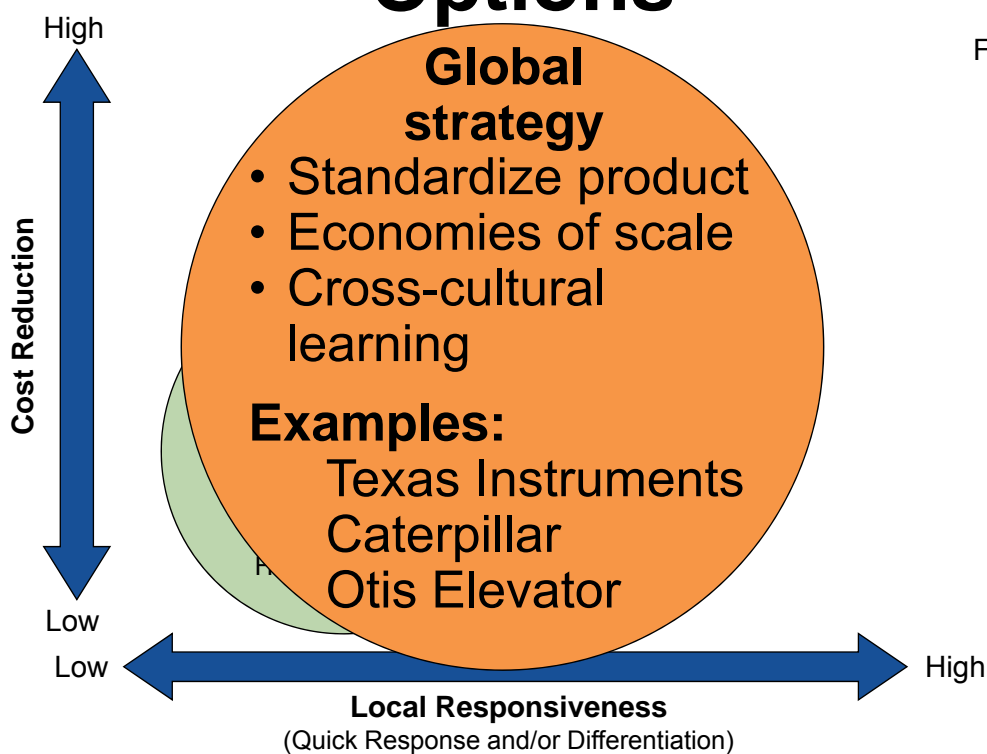 Options
High
Global
strategy
• Standardize product
• Economies of scale
• Cross-cultural
learning
Examples:
Texas Instruments
Caterpillar
Otis Elevator
Cost Reduction
Low
Low
High
Local Responsiveness
(Quick Response and/or Differentiation)